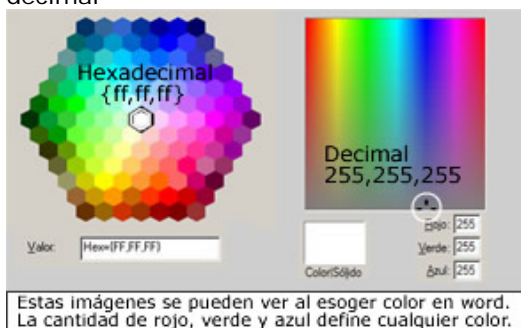 decimal
Hexadecimal
{ff,ff,ff}
Decimal
255,255,255
Valor:
Hex={FF,FF,FF}
Color|Sólido
Rojo: 255
Verde: 255
Azul: 255
Estas imágenes se pueden ver al esoger color en word.
La cantidad de rojo, verde y azul define cualquier color.